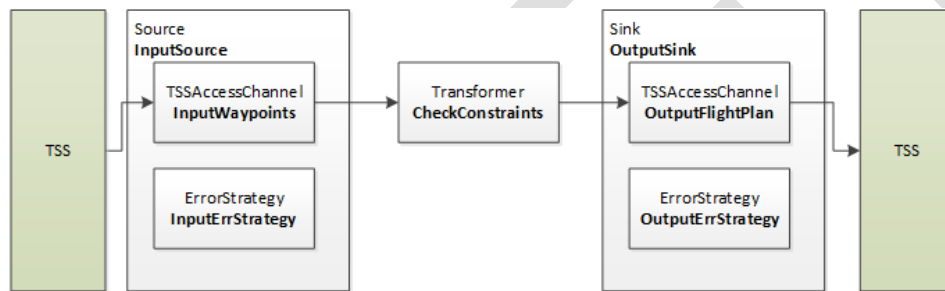 TSS
Source
InputSource
TSSAccessChannel
InputWaypoints
ErrorStrategy
InputErrStrategy
Transformer
CheckConstraints
Sink
OutputSink
TSSAccessChannel
OutputFlightPlan
ErrorStrategy
OutputErrStrategy
TSS